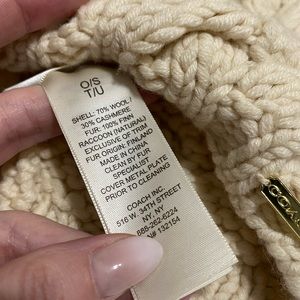 O/S
T/U
SHELL: 70% WOOL/
30% CASHMERE
FUR: 100% FINN
RACCOON (NATURAL)
EXCLUSIVE OF TRIM
FUR ORIGIN: FINLAND
MADE IN CHINA
CLEAN BY FUR
SPECIALIST
COVER METAL PLATE
PRIOR TO CLEANING
COACH INC.
516 W. 34TH STREET
NY, NY
888-262-6224
N# 132154